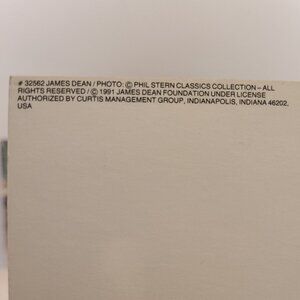 # 32562 JAMES DEAN / PHOTO: © PHIL STERN CLASSICS COLLECTION – ALL
RIGHTS RESERVED / © 1991 JAMES DEAN FOUNDATION UNDER LICENSE
AUTHORIZED BY CURTIS MANAGEMENT GROUP, INDIANAPOLIS, INDIANA 46202,
USA